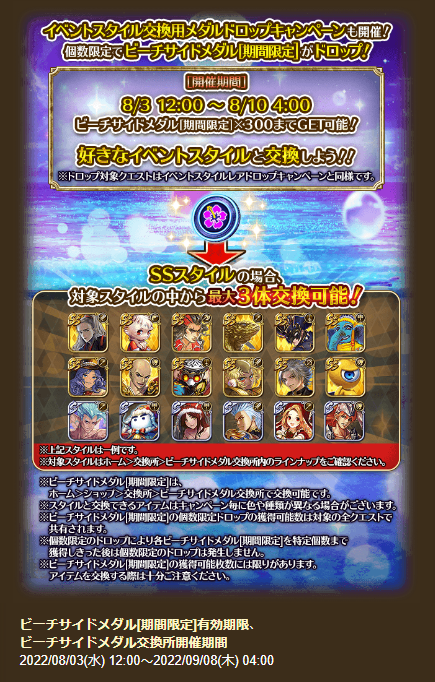 イベントスタイル交換用メダルドロップキャンペーンも開催!
個数限定でビーチサイドメダル[期間限定]がドロップ!
開催期間
8/3 12:00 ～ 8/10 4:00
ビーチサイドメダル[期間限定]×300までGET可能!
好きなイベントスタイルと交換しよう!!
※ドロップ対象クエストはイベントスタイルレアドロップキャンペーンと同様です。
SSスタイルの場合、
対象スタイルの中から最大3体交換可能!
※上記スタイルは一例です。
※対象スタイルはホーム>交換所>ビーチサイドメダル交換所内のラインナップをご確認ください。
※ビーチサイドメダル[期間限定]は、
ホーム>ショップ>交換所>ビーチサイドメダル交換所で交換可能です。
※スタイルと交換できるアイテムはキャンペーン毎に色や種類が異なる場合がございます。
※ビーチサイドメダル[期間限定]の個数限定ドロップの獲得可能数は対象の全クエストで
共有されます。
※個数限定のドロップにより各ビーチサイドメダル[期間限定]を特定個数まで
獲得しきった後は個数限定のドロップは発生しません。
※ビーチサイドメダル[期間限定]の獲得可能枚数には限りがあります。
アイテムを交換する際は十分ご注意ください。
ビーチサイドメダル[期間限定]有効期限、
ビーチサイドメダル交換所開催期間
2022/08/03(水) 12:00～2022/09/08(木) 04:00